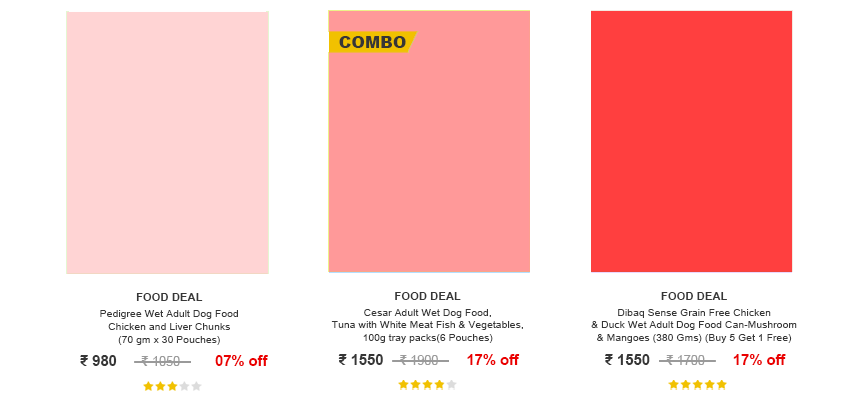 COMBO
FOOD DEAL
Pedigree Wet Adult Dog Food
Chicken and Liver Chunks
(70 gm x 30 Pouches)
₹ 980 ₹ 1050 07% off
FOOD DEAL
Cesar Adult Wet Dog Food,
Tuna with White Meat Fish & Vegetables,
100g tray packs(6 Pouches)
₹ 1550 ₹ 1900 17% off
FOOD DEAL
Dibaq Sense Grain Free Chicken
& Duck Wet Adult Dog Food Can-Mushroom
& Mangoes (380 Gms) (Buy 5 Get 1 Free)
₹ 1550 ₹ 1700 17% off